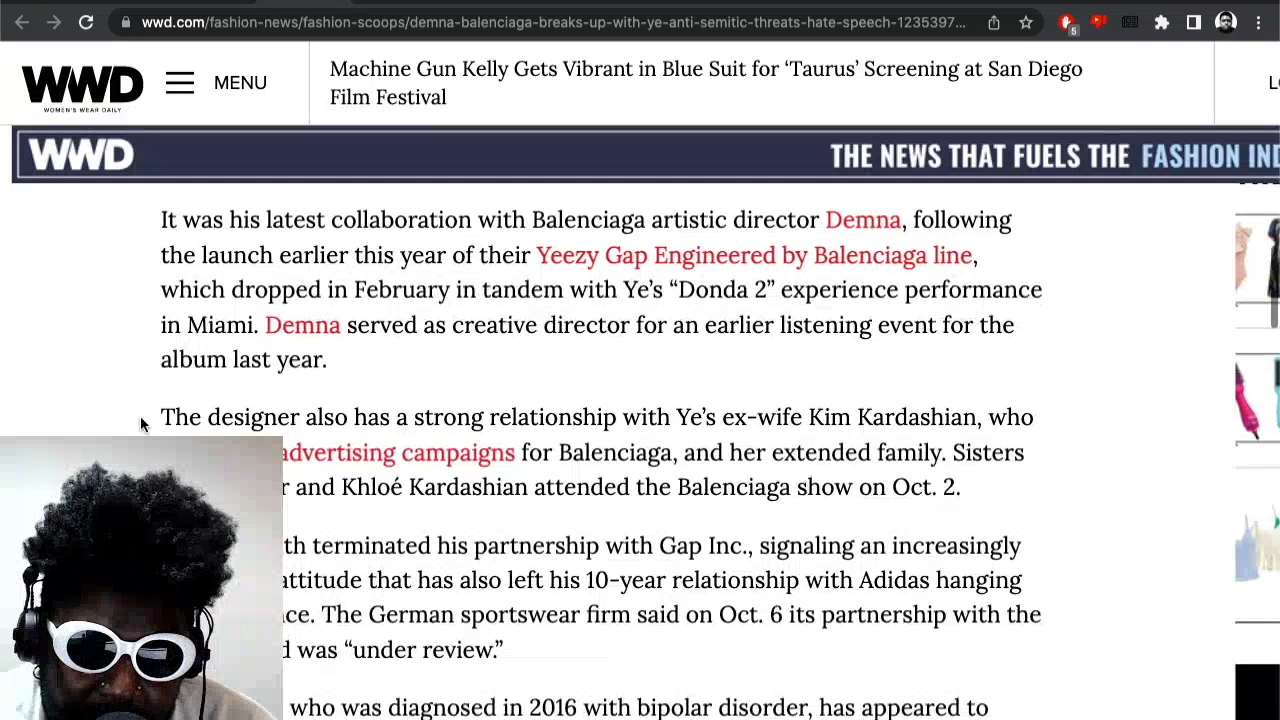 wwd.com/fashion-news/fashion-scoops/demna-balenciaga-breaks-up-with-ye-anti-semitic-threats-hate-speech-1235397...
5
WWD
WOMEN'S WEAR DAILY
MENU
Machine Gun Kelly Gets Vibrant in Blue Suit for ‘Taurus’ Screening at San Diego
Film Festival
WWD
THE NEWS THAT FUELS THE FASHION
It was his latest collaboration with Balenciaga artistic director Demna, following
the launch earlier this year of their Yeezy Gap Engineered by Balenciaga line,
which dropped in February in tandem with Ye’s “Donda 2” experience performance
in Miami. Demna served as creative director for an earlier listening event for the
album last year.
The designer also has a strong relationship with Ye’s ex-wife Kim Kardashian, who
advertising campaigns for Balenciaga, and her extended family. Sisters
and Khloé Kardashian attended the Balenciaga show on Oct. 2.
terminated his partnership with Gap Inc., signaling an increasingly
attitude that has also left his 10-year relationship with Adidas hanging
The German sportswear firm said on Oct. 6 its partnership with the
was “under review.”
who was diagnosed in 2016 with bipolar disorder, has appeared to